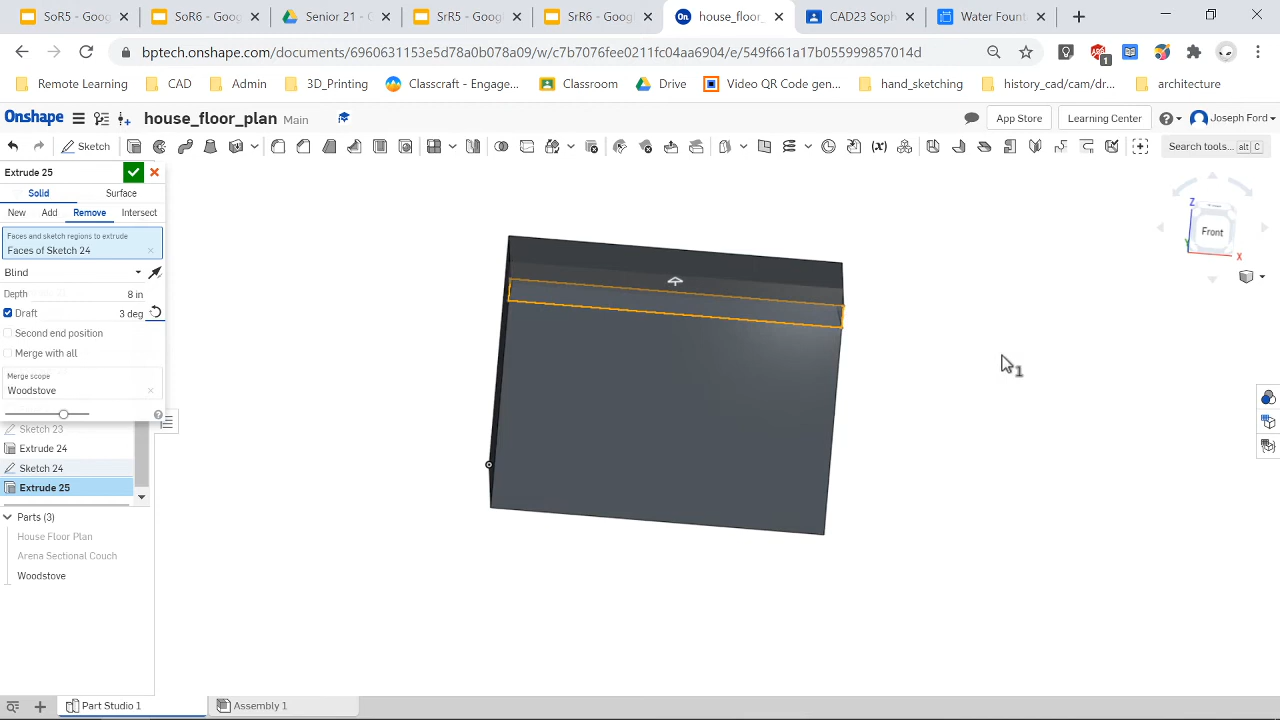 SoR5 - Goog
SoR6 - Goog
Senior 21 - G
SrR5 - Googl
SrR6 - Googl
house_floor_
CAD23 Soph
Water Fount
bptech.onshape.com/documents/6960631153e5d78a0b078a09/w/c7b7076fee0211fc04aa6904/e/549f661a17b055999857014d
1
Remote Learning
CAD
Admin
3D_Printing
Classcraft - Engage...
Classroom
Drive
Video QR Code gen...
hand_sketching
history_cad/cam/dr...
architecture
Onshape
house_floor_plan
Main
App Store
Learning Center
Joseph Ford
Sketch
Search tools...
alt C
Extrude 25
Solid
Surface
New
Add
Remove
Intersect
Faces and sketch regions to extrude
Faces of Sketch 24
Blind
Depth
8 in
Draft
3 deg
Second end position
Merge with all
Merge scope
Woodstove
Sketch 23
Extrude 24
Sketch 24
Extrude 25
Parts (3)
House Floor Plan
Arena Sectional Couch
Woodstove
Z
Y
Front
X
1
Part Studio 1
Assembly 1